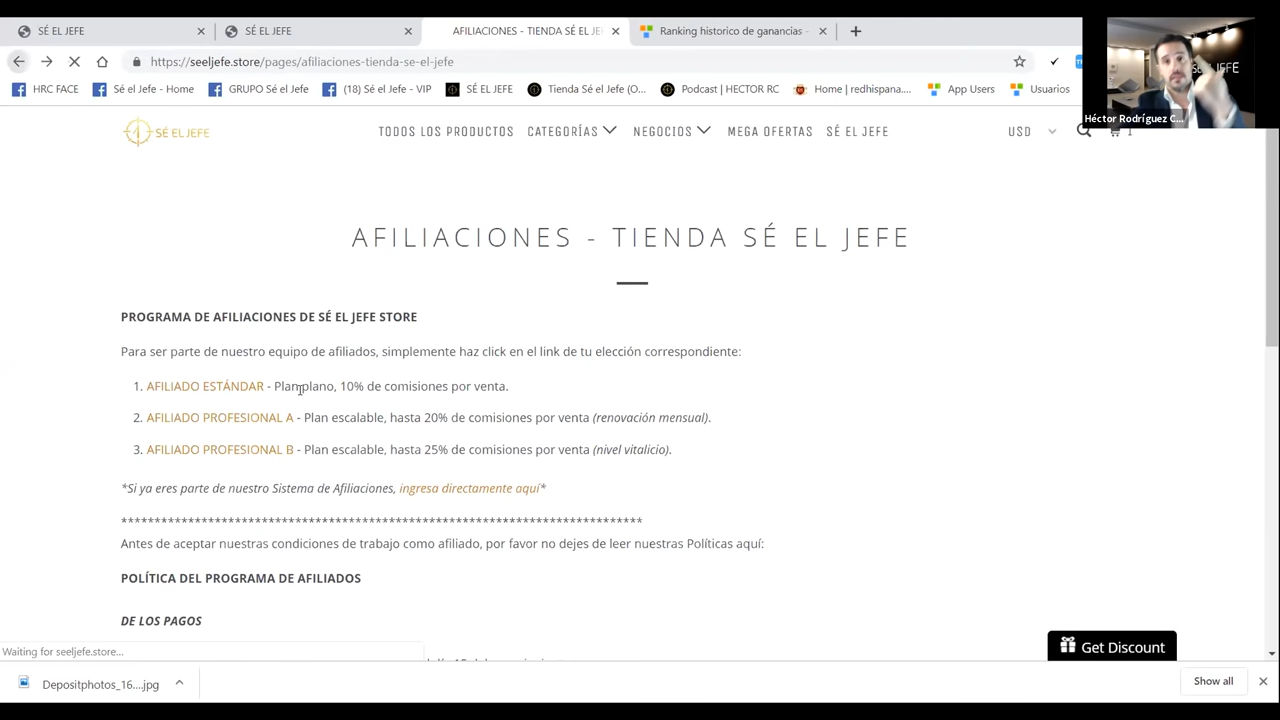 SÉ EL JEFE
SÉ EL JEFE
AFILIACIONES - TIENDA SÉ EL JEF
Ranking historico de ganancias -
https://seeljefe.store/pages/afiliaciones-tienda-se-el-jefe
HRC FACE
Sé el Jefe - Home
GRUPO Sé el Jefe
(18) Sé el Jefe - VIP
SÉ EL JEFE
Tienda Sé el Jefe (O...
Podcast | HECTOR RC
Home | redhispana....
App Users
Usuarios
EL JEFE
Héctor Rodríguez C...
SÉ EL JEFE
TODOS LOS PRODUCTOS
CATEGORÍAS
NEGOCIOS
MEGA OFERTAS
SÉ EL JEFE
USD
1
AFILIACIONES - TIENDA SÉ EL JEFE
PROGRAMA DE AFILIACIONES DE SÉ EL JEFE STORE
Para ser parte de nuestro equipo de afiliados, simplemente haz click en el link de tu elección correspondiente:
1. AFILIADO ESTÁNDAR - Plan plano, 10% de comisiones por venta.
2. AFILIADO PROFESIONAL A - Plan escalable, hasta 20% de comisiones por venta (renovación mensual).
3. AFILIADO PROFESIONAL B - Plan escalable, hasta 25% de comisiones por venta (nivel vitalicio).
*Si ya eres parte de nuestro Sistema de Afiliaciones, ingresa directamente aquí*
*******************************************************************************
Antes de aceptar nuestras condiciones de trabajo como afiliado, por favor no dejes de leer nuestras Políticas aquí:
POLÍTICA DEL PROGRAMA DE AFILIADOS
DE LOS PAGOS
Get Discount
Waiting for seeljefe.store...
Depositphotos_16....jpg
Show all